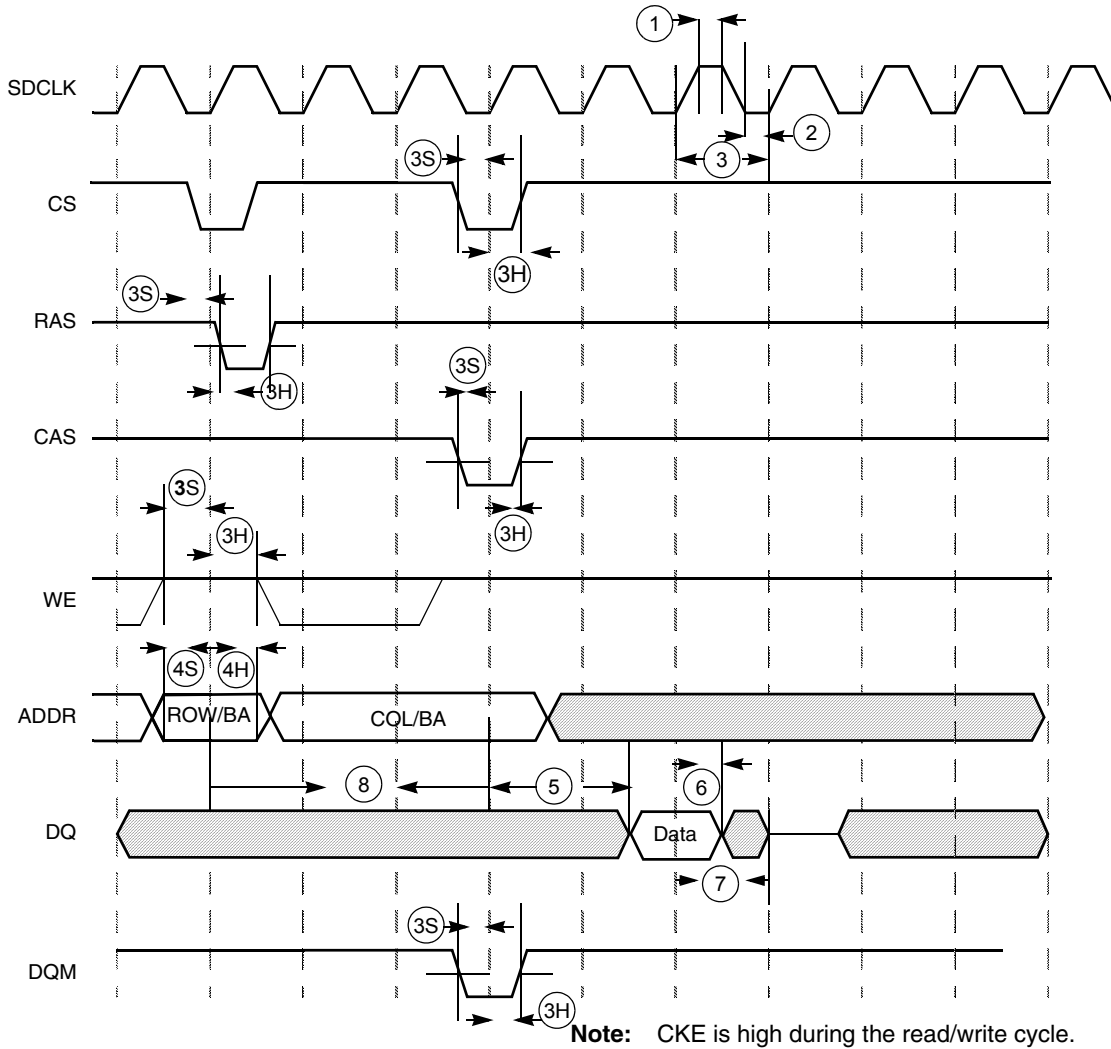 1
SDCLK
2
3S
3
CS
3H
3S
RAS
3S
3H
CAS
3S
3H
3H
WE
4S 4H
ROW/BA COL/BA
ADDR
8 5 6
DQ Data
7
3S
DQM
3H
Note: CKE is high during the read/write cycle.